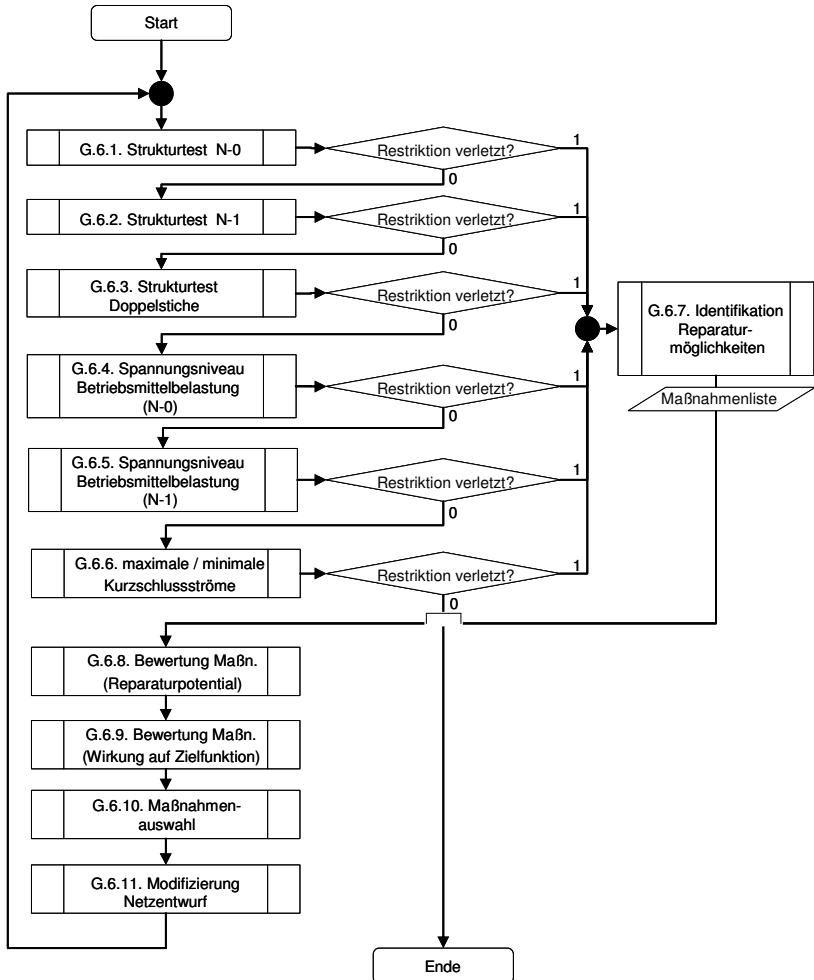 Start
G.6.1. Strukturtest N-0
Restriktion verletzt?
1
0
G.6.2. Strukturtest N-1
Restriktion verletzt?
1
0
G.6.3. Strukturtest
Doppelstiche
Restriktion verletzt?
1
0
G.6.7. Identifikation
Reparatur-
möglichkeiten
Maßnahmenliste
G.6.4. Spannungsniveau
Betriebsmittelbelastung
(N-0)
Restriktion verletzt?
1
0
G.6.5. Spannungsniveau
Betriebsmittelbelastung
(N-1)
Restriktion verletzt?
1
0
G.6.6. maximale / minimale
Kurzschlussströme
Restriktion verletzt?
1
0
G.6.8. Bewertung Maßn.
(Reparaturpotential)
G.6.9. Bewertung Maßn.
(Wirkung auf Zielfunktion)
G.6.10. Maßnahmen-
auswahl
G.6.11. Modifizierung
Netzentwurf
Ende